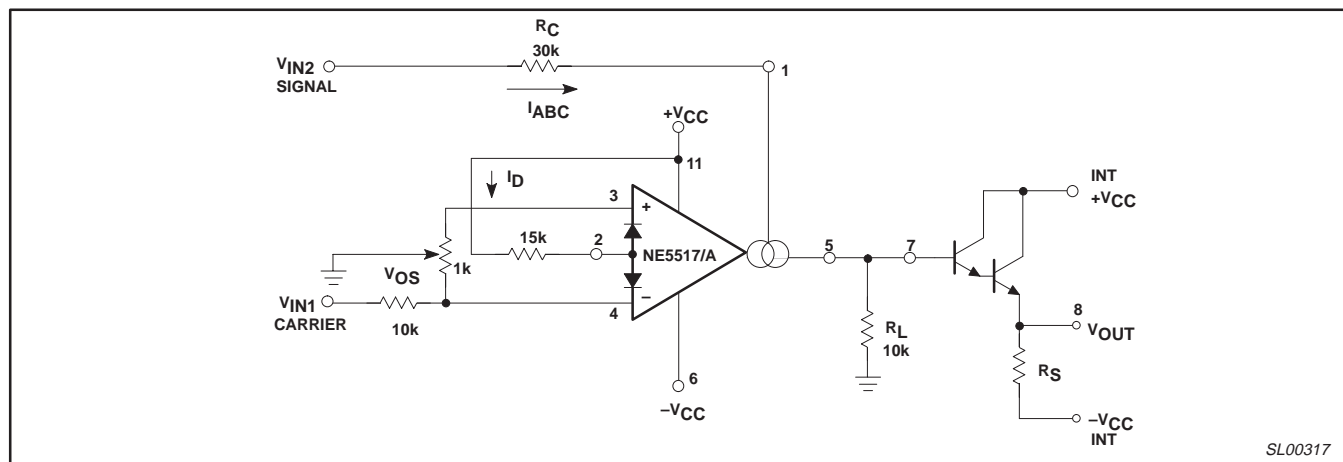 RC
30k
VIN2
SIGNAL
1
IABC
+VCC
11
INT
+VCC
ID
3
+
15k
2
NE5517/A
5
7
VOS
1k
VIN1
CARRIER
10k
–
4
RL
10k
8
VOUT
RS
6
–VCC
–VCC
INT
SL00317